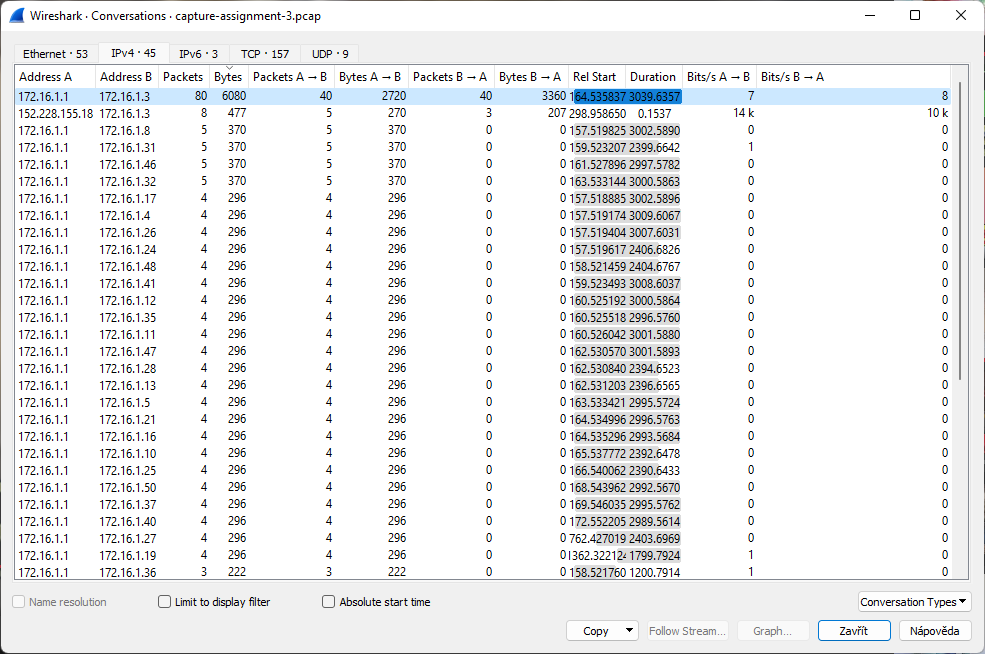 Wireshark · Conversations · capture-assignment-3.pcap
Ethernet · 53 IPv4 · 45 IPv6 · 3 TCP · 157 UDP · 9
Address A Address B Packets Bytes Packets A → B Bytes A → B Packets B → A Bytes B → A Rel Start Duration Bits/s A → B Bits/s B → A
172.16.1.1 172.16.1.3 80 6080 40 2720 40 3360 164.535837 3039.6357 7 8
152.228.155.18 172.16.1.3 8 477 5 270 3 207 298.958650 0.1537 14 k 10 k
172.16.1.1 172.16.1.8 5 370 5 370 0 0 157.519825 3002.5890 0 0
172.16.1.1 172.16.1.31 5 370 5 370 0 0 159.523207 2399.6642 1 0
172.16.1.1 172.16.1.46 5 370 5 370 0 0 161.527896 2997.5782 0 0
172.16.1.1 172.16.1.32 5 370 5 370 0 0 163.533144 3000.5863 0 0
172.16.1.1 172.16.1.17 4 296 4 296 0 0 157.518885 3002.5896 0 0
172.16.1.1 172.16.1.4 4 296 4 296 0 0 157.519174 3009.6067 0 0
172.16.1.1 172.16.1.26 4 296 4 296 0 0 157.519404 3007.6031 0 0
172.16.1.1 172.16.1.24 4 296 4 296 0 0 157.519617 2406.6826 0 0
172.16.1.1 172.16.1.48 4 296 4 296 0 0 158.521459 2404.6767 0 0
172.16.1.1 172.16.1.41 4 296 4 296 0 0 159.523493 3008.6037 0 0
172.16.1.1 172.16.1.12 4 296 4 296 0 0 160.525192 3000.5864 0 0
172.16.1.1 172.16.1.35 4 296 4 296 0 0 160.525518 2996.5760 0 0
172.16.1.1 172.16.1.11 4 296 4 296 0 0 160.526042 3001.5880 0 0
172.16.1.1 172.16.1.47 4 296 4 296 0 0 162.530570 3001.5893 0 0
172.16.1.1 172.16.1.28 4 296 4 296 0 0 162.530840 2394.6523 0 0
172.16.1.1 172.16.1.13 4 296 4 296 0 0 162.531203 2396.6565 0 0
172.16.1.1 172.16.1.5 4 296 4 296 0 0 163.533421 2995.5724 0 0
172.16.1.1 172.16.1.21 4 296 4 296 0 0 164.534996 2996.5763 0 0
172.16.1.1 172.16.1.16 4 296 4 296 0 0 164.535296 2993.5684 0 0
172.16.1.1 172.16.1.10 4 296 4 296 0 0 165.537772 2392.6478 0 0
172.16.1.1 172.16.1.25 4 296 4 296 0 0 166.540062 2390.6433 0 0
172.16.1.1 172.16.1.50 4 296 4 296 0 0 168.543962 2992.5670 0 0
172.16.1.1 172.16.1.37 4 296 4 296 0 0 169.546035 2995.5762 0 0
172.16.1.1 172.16.1.40 4 296 4 296 0 0 172.552205 2989.5614 0 0
172.16.1.1 172.16.1.27 4 296 4 296 0 0 762.427019 2403.6969 0 0
172.16.1.1 172.16.1.19 4 296 4 296 0 0 1799.7924 1 0
172.16.1.1 172.16.1.36 3 222 3 222 0 0 158.521760 1200.7914 1 0
Name resolution Limit to display filter Absolute start time Conversation Types
Copy Follow Stream... Graph... Zavřít Nápověda